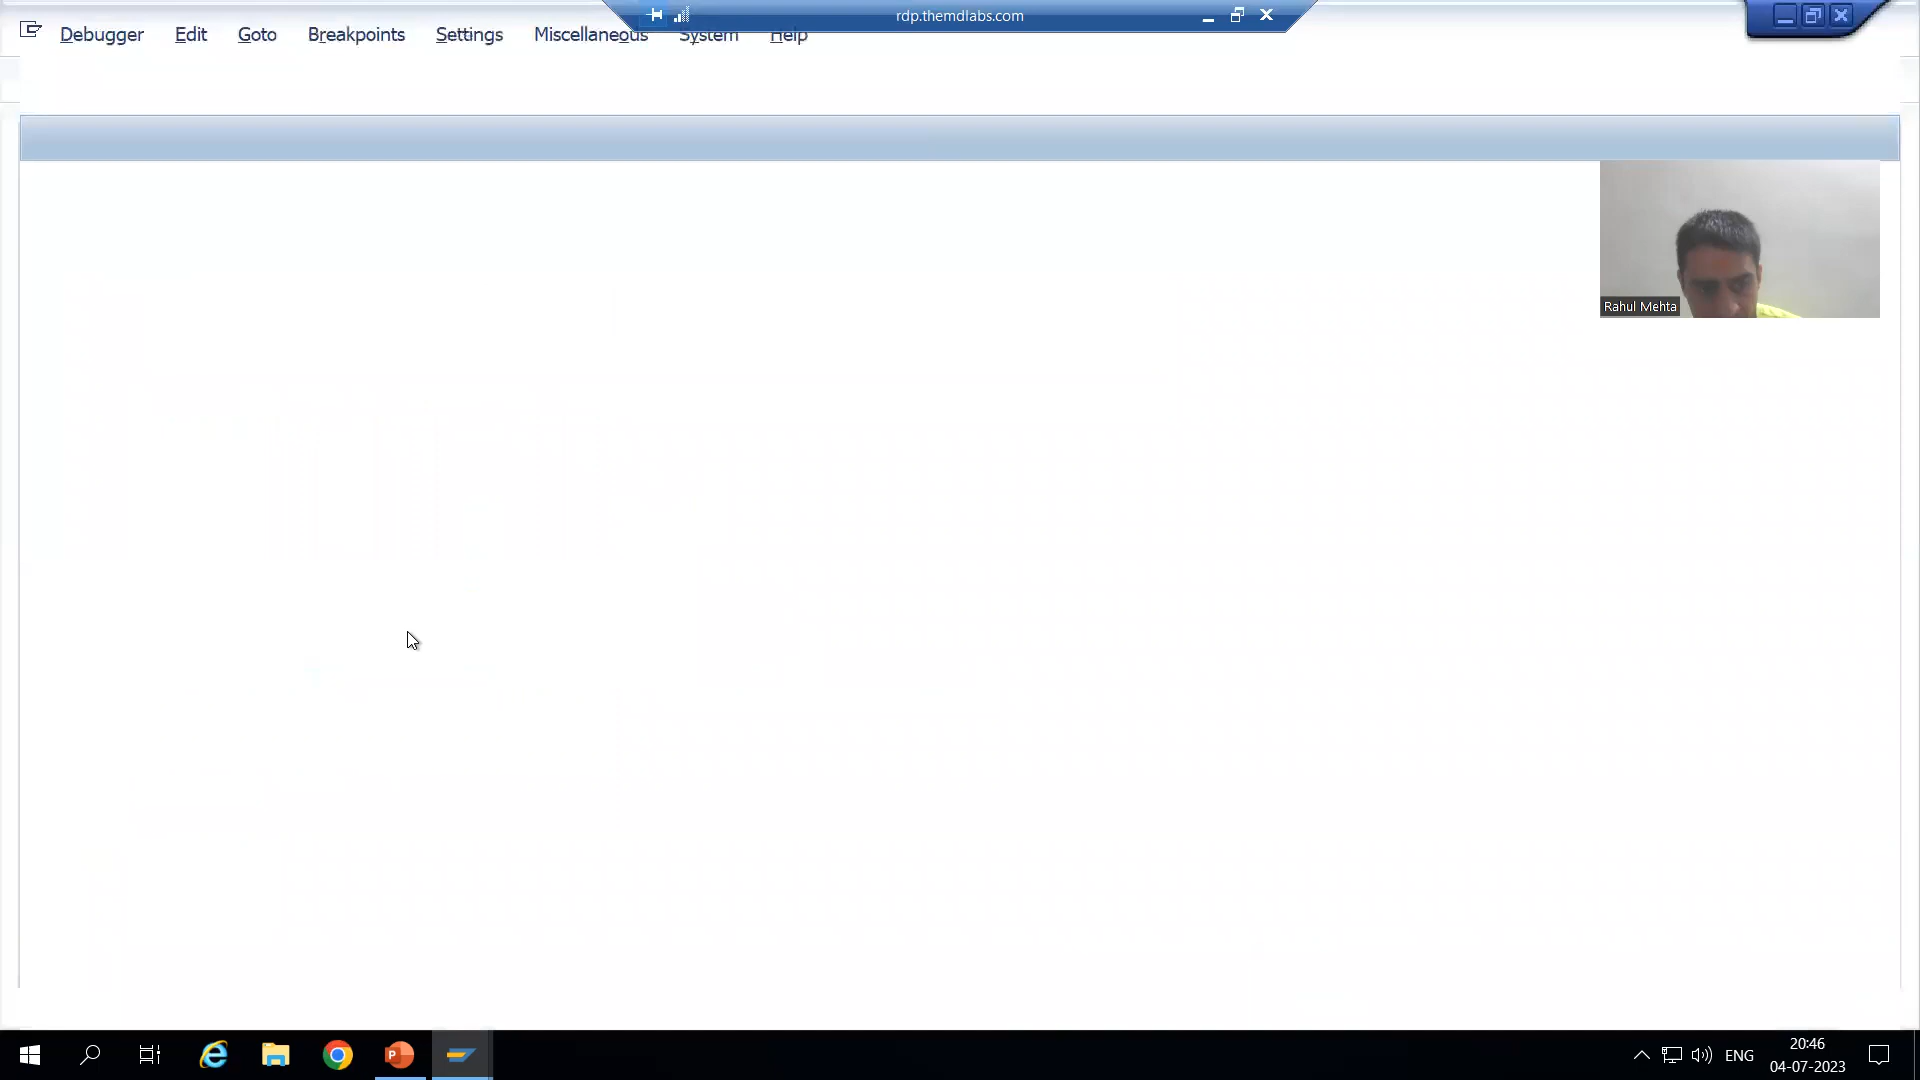 rdp.themdlabs.com
Debugger Edit Goto Breakpoints Settings Miscellaneous System Help
Rahul Mehta
ENG
20:46
04-07-2023